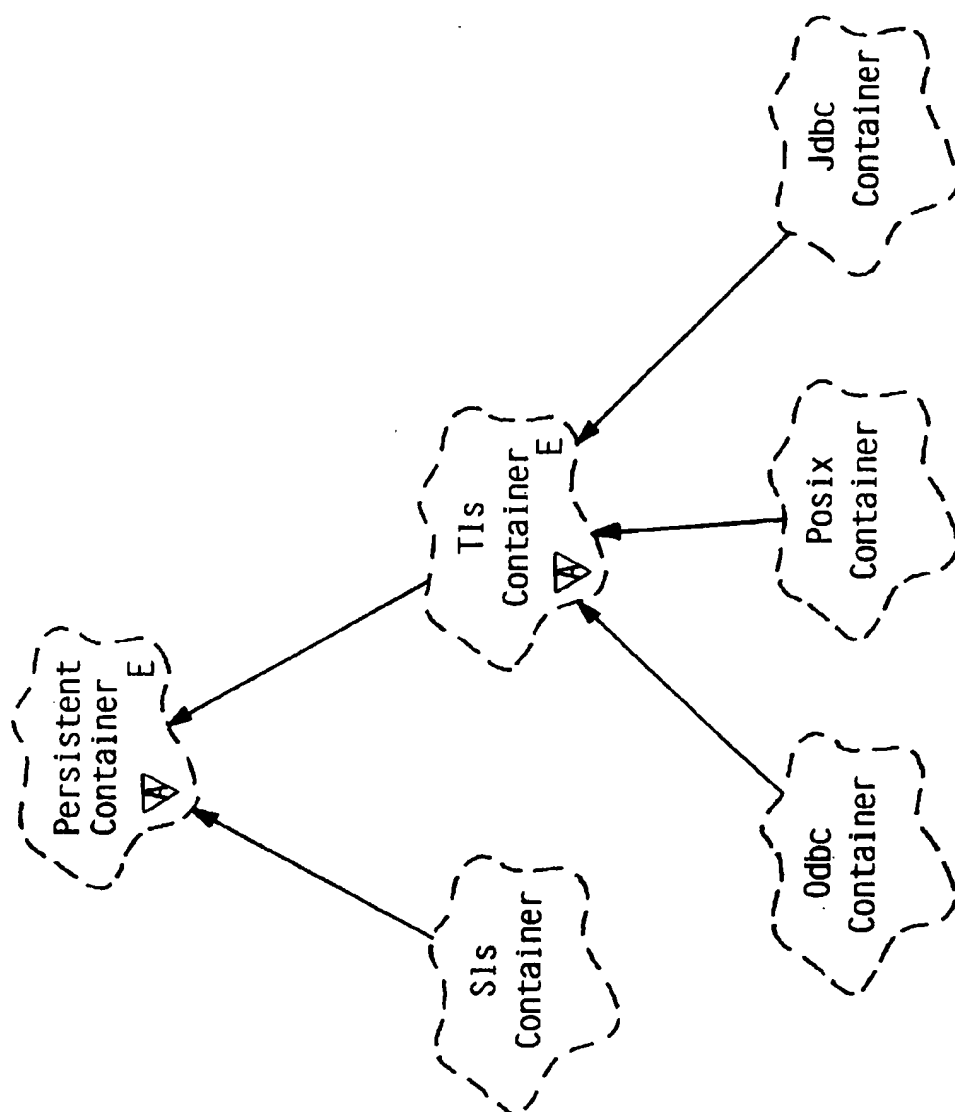 Persistent
Container
A
E
Sls
Container
Tls
Container
A
E
Odbc
Container
Posix
Container
Jdbc
Container